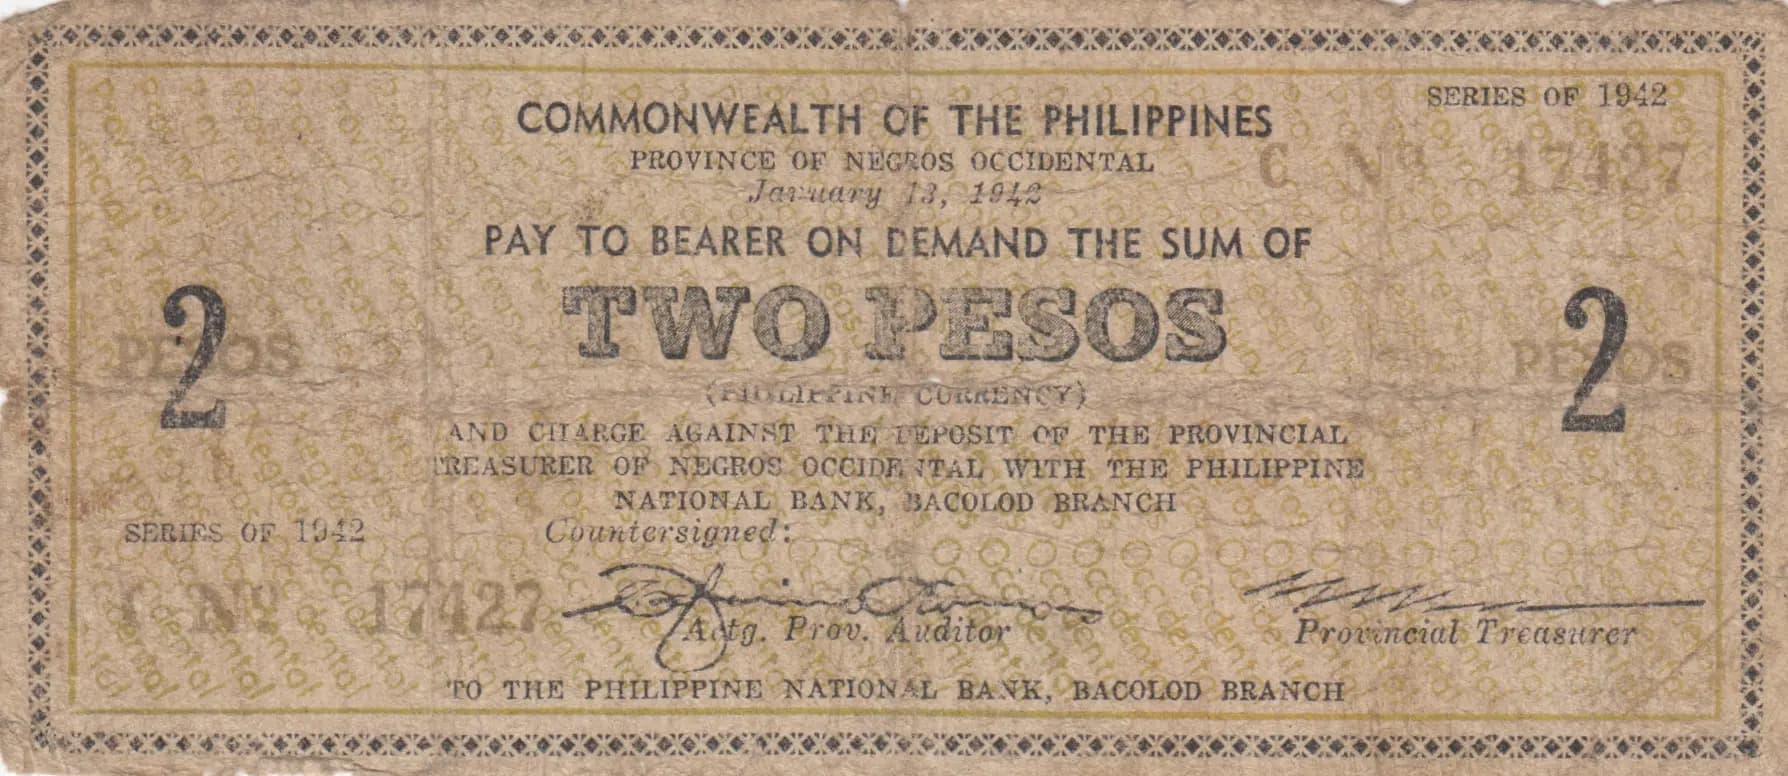 SERIES OF 1942
COMMONWEALTH OF THE PHILIPPINES
PROVINCE OF NEGROS OCCIDENTAL
C Nº 17427
January 13, 1942
PAY TO BEARER ON DEMAND THE SUM OF
2 PESOS
TWO PESOS
2 PESOS
(PHILIPPINE CURRENCY)
AND CHARGE AGAINST THE DEPOSIT OF THE PROVINCIAL
TREASURER OF NEGROS OCCIDENTAL WITH THE PHILIPPINE
NATIONAL BANK, BACOLOD BRANCH
SERIES OF 1942
Countersigned:
C Nº 17427
Actg. Prov. Auditor
Provincial Treasurer
TO THE PHILIPPINE NATIONAL BANK, BACOLOD BRANCH